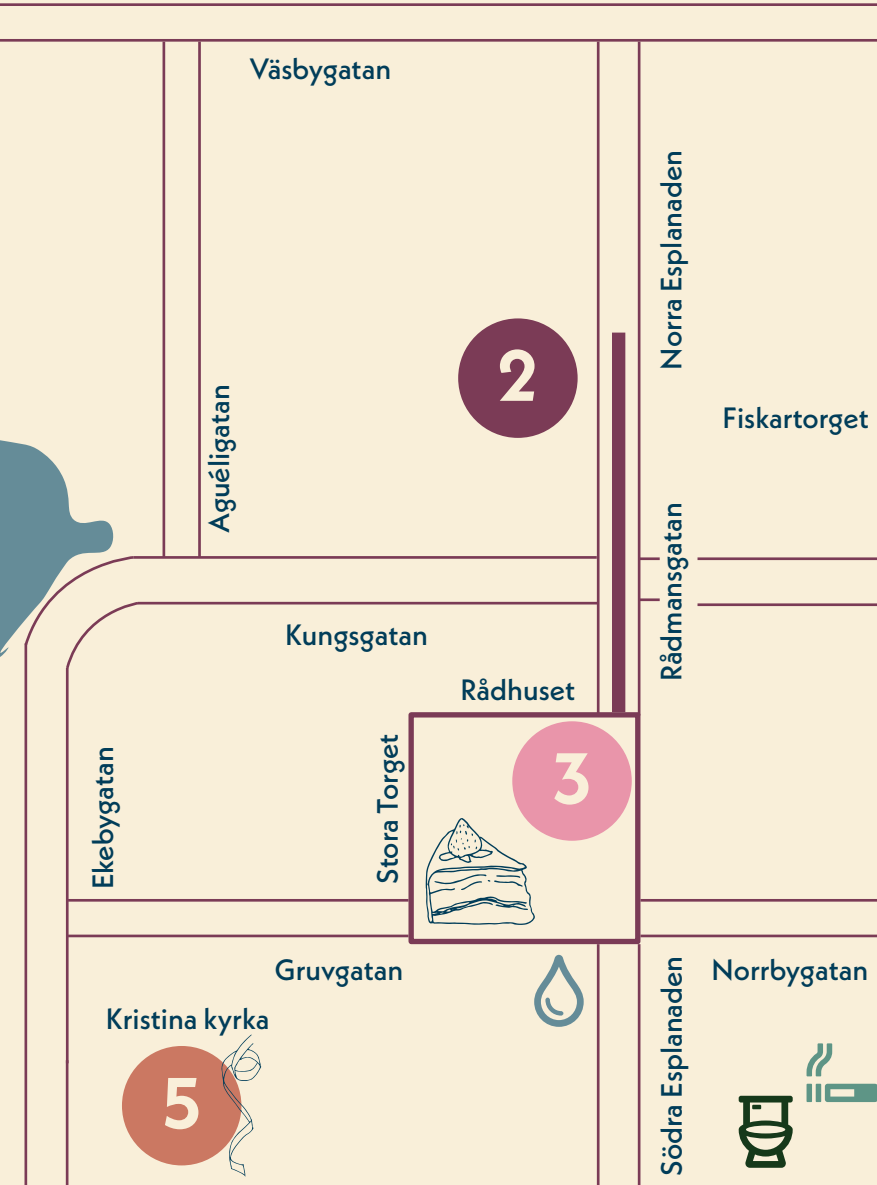 Väsbygatan
Norra Esplanaden
2
Aguéligatan
Fiskartorget
Rådmansgatan
Kungsgatan
Rådhuset
Stora Torget
3
Ekebygatan
Gruvgatan
Norrbygatan
Södra Esplanaden
Kristina kyrka
5